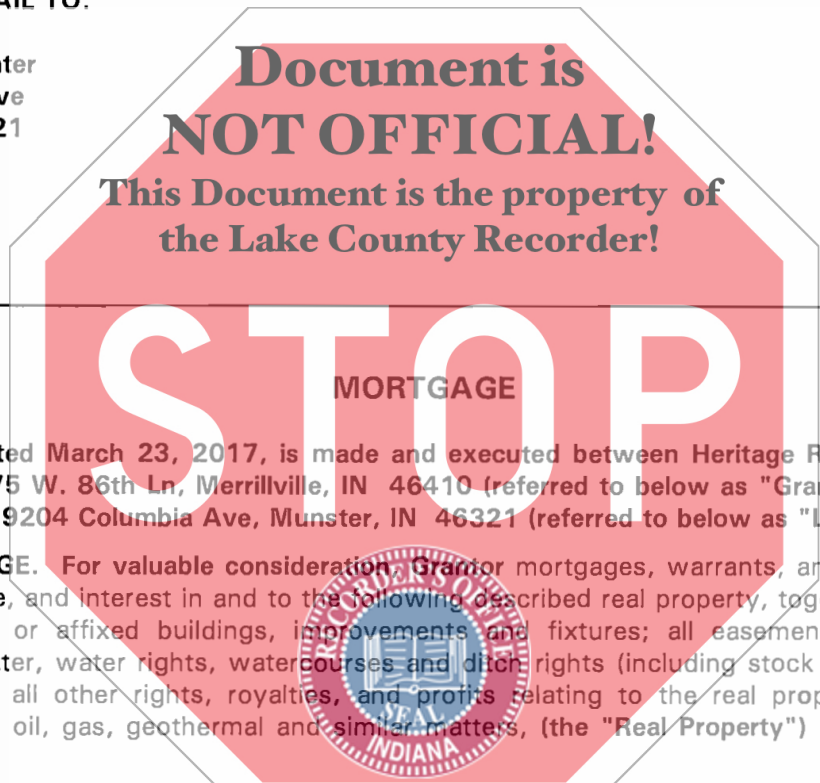 AIL TO:
nter
ve
21
Document is
NOT OFFICIAL!
This Document is the property of
the Lake County Recorder!
STOP
MORTGAGE
ted March 23, 2017, is made and executed between Heritage R
75 W. 86th Ln, Merrillville, IN 46410 (referred to below as "Gra
9204 Columbia Ave, Munster, IN 46321 (referred to below as "L
GE. For valuable consideration, Grantor mortgages, warrants, an
e, and interest in and to the following described real property, tog
or affixed buildings, improvements and fixtures; all easemen
ter, water rights, watercourses and ditch rights (including stock
all other rights, royalties, and profits relating to the real prop
oil, gas, geothermal and similar matters, (the "Real Property")
RECORDER'S OFFICE
SEAL
INDIANA